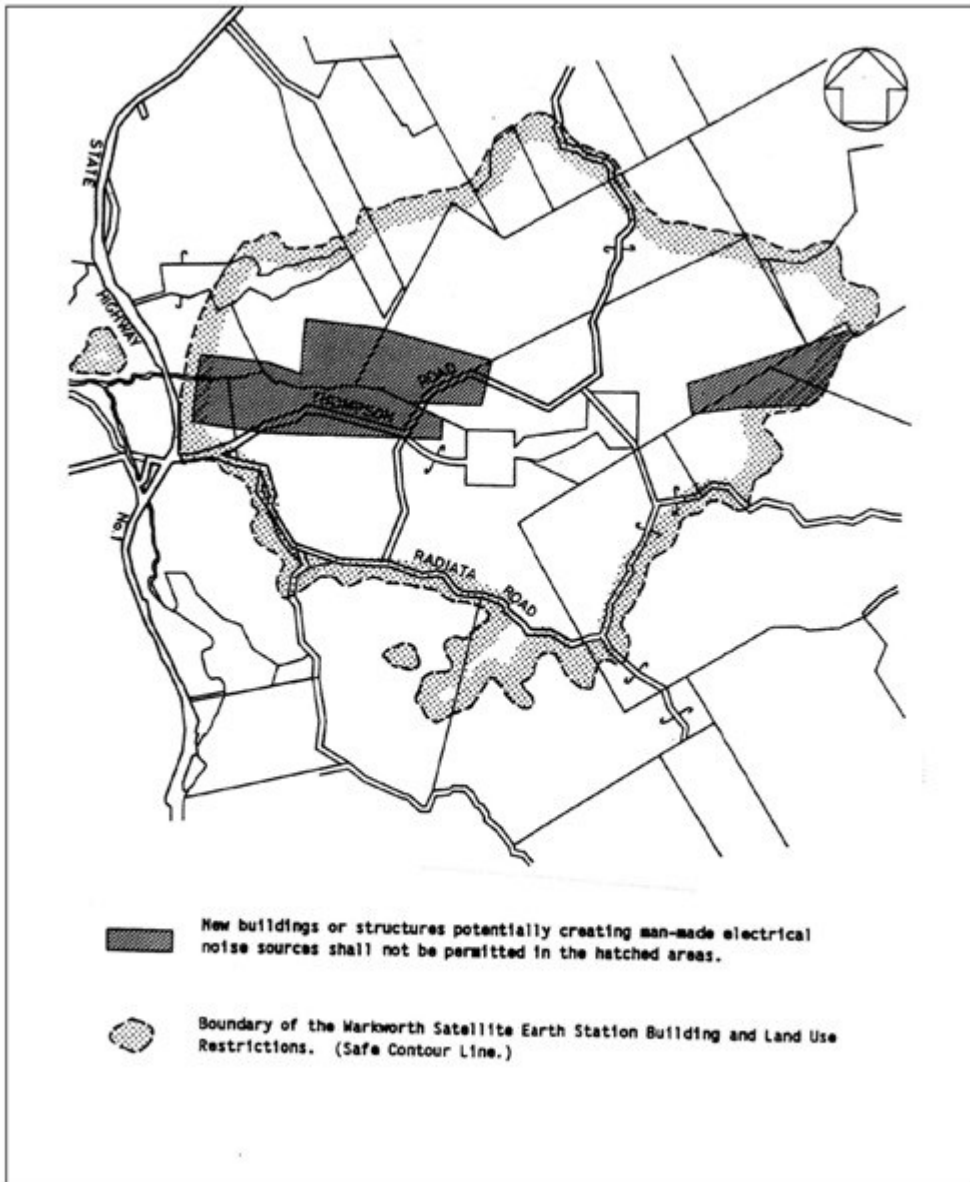 STATE
HIGHWAY
No.1
THOMPSON ROAD
RADIATA ROAD
New buildings or structures potentially creating man-made electrical
noise sources shall not be permitted in the hatched areas.
Boundary of the Warkworth Satellite Earth Station Building and Land Use
Restrictions. (Safe Contour Line.)